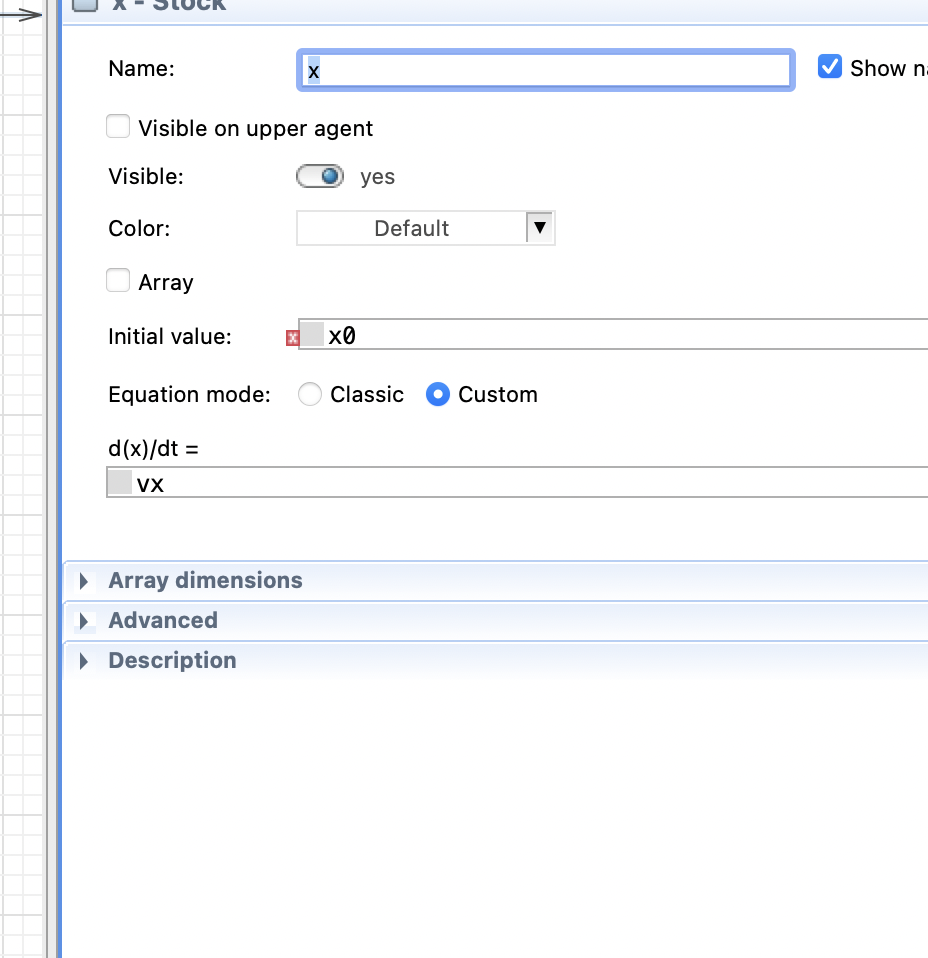 x - Stock
Name: x Show na
Visible on upper agent
Visible: yes
Color: Default
Array
Initial value: x0
Equation mode: Classic Custom
d(x)/dt =
vx
Array dimensions
Advanced
Description